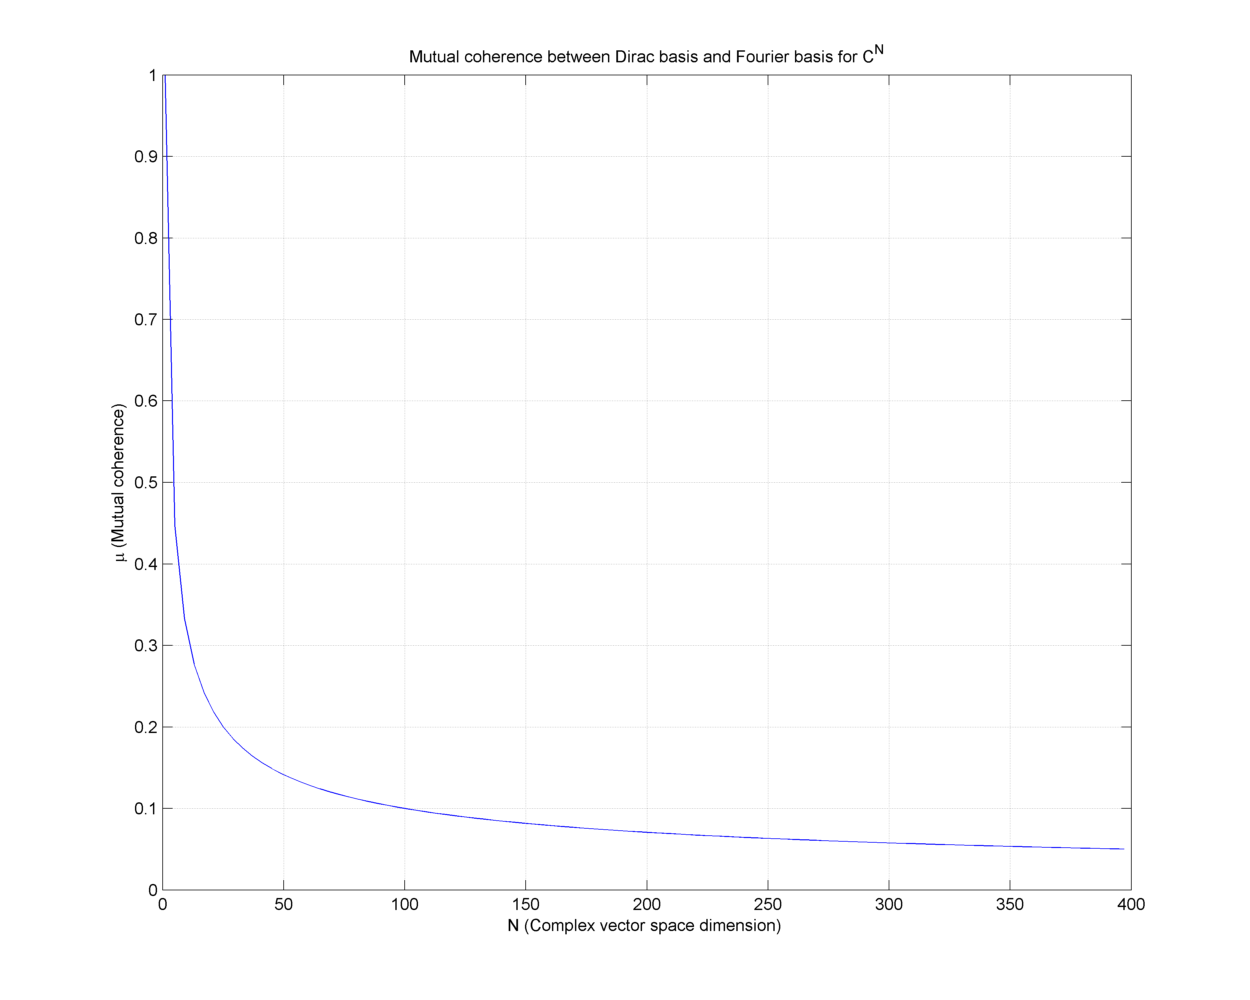 Mutual coherence between Dirac basis and Fourier basis for C^N
1
0.9
0.8
0.7
0.6
0.5
0.4
0.3
0.2
0.1
0
μ (Mutual coherence)
0 50 100 150 200 250 300 350 400
N (Complex vector space dimension)